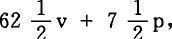 62 1/2 v + 7 1/2 p,